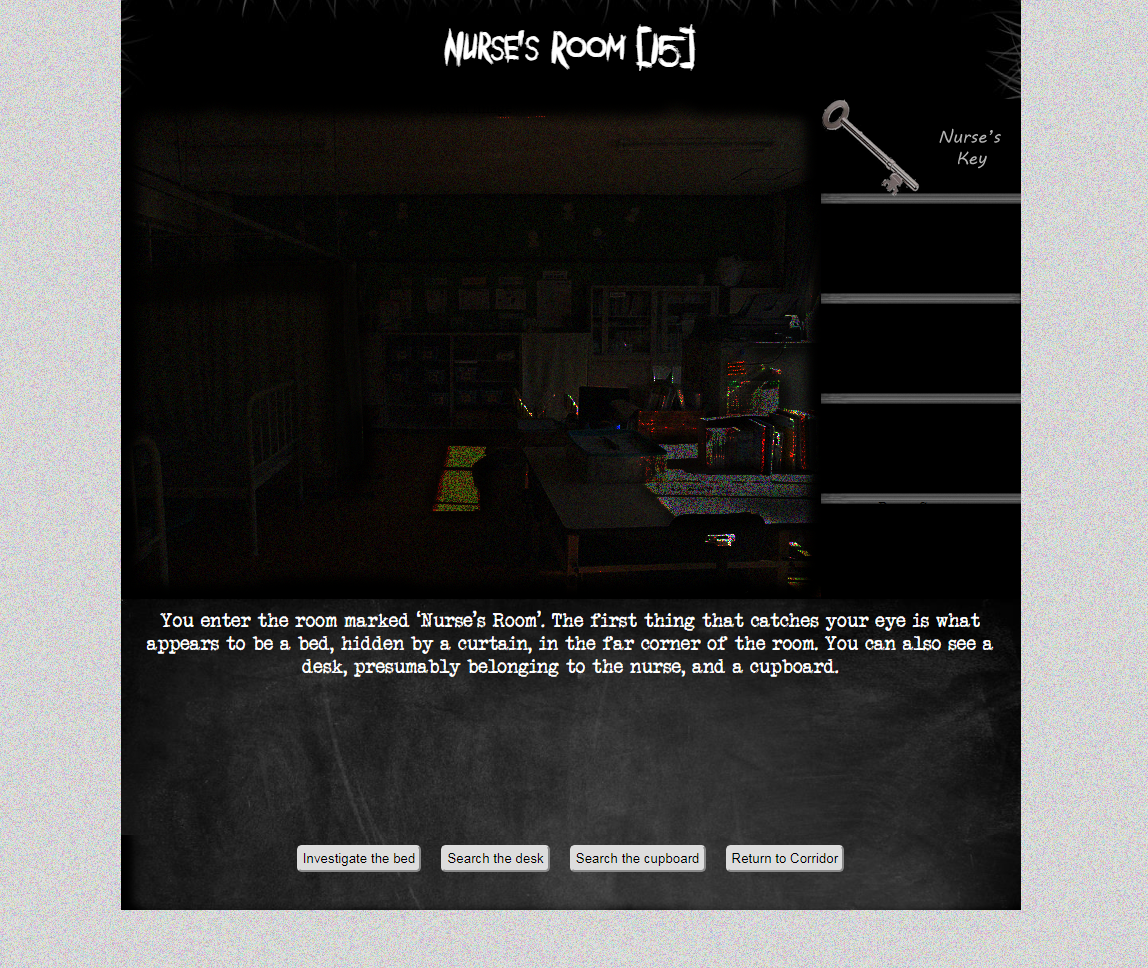 Nurse's Room [15]
Nurse's
Key
You enter the room marked ‘Nurse’s Room’. The first thing that catches your eye is what
appears to be a bed, hidden by a curtain, in the far corner of the room. You can also see a
desk, presumably belonging to the nurse, and a cupboard.
Investigate the bed
Search the desk
Search the cupboard
Return to Corridor